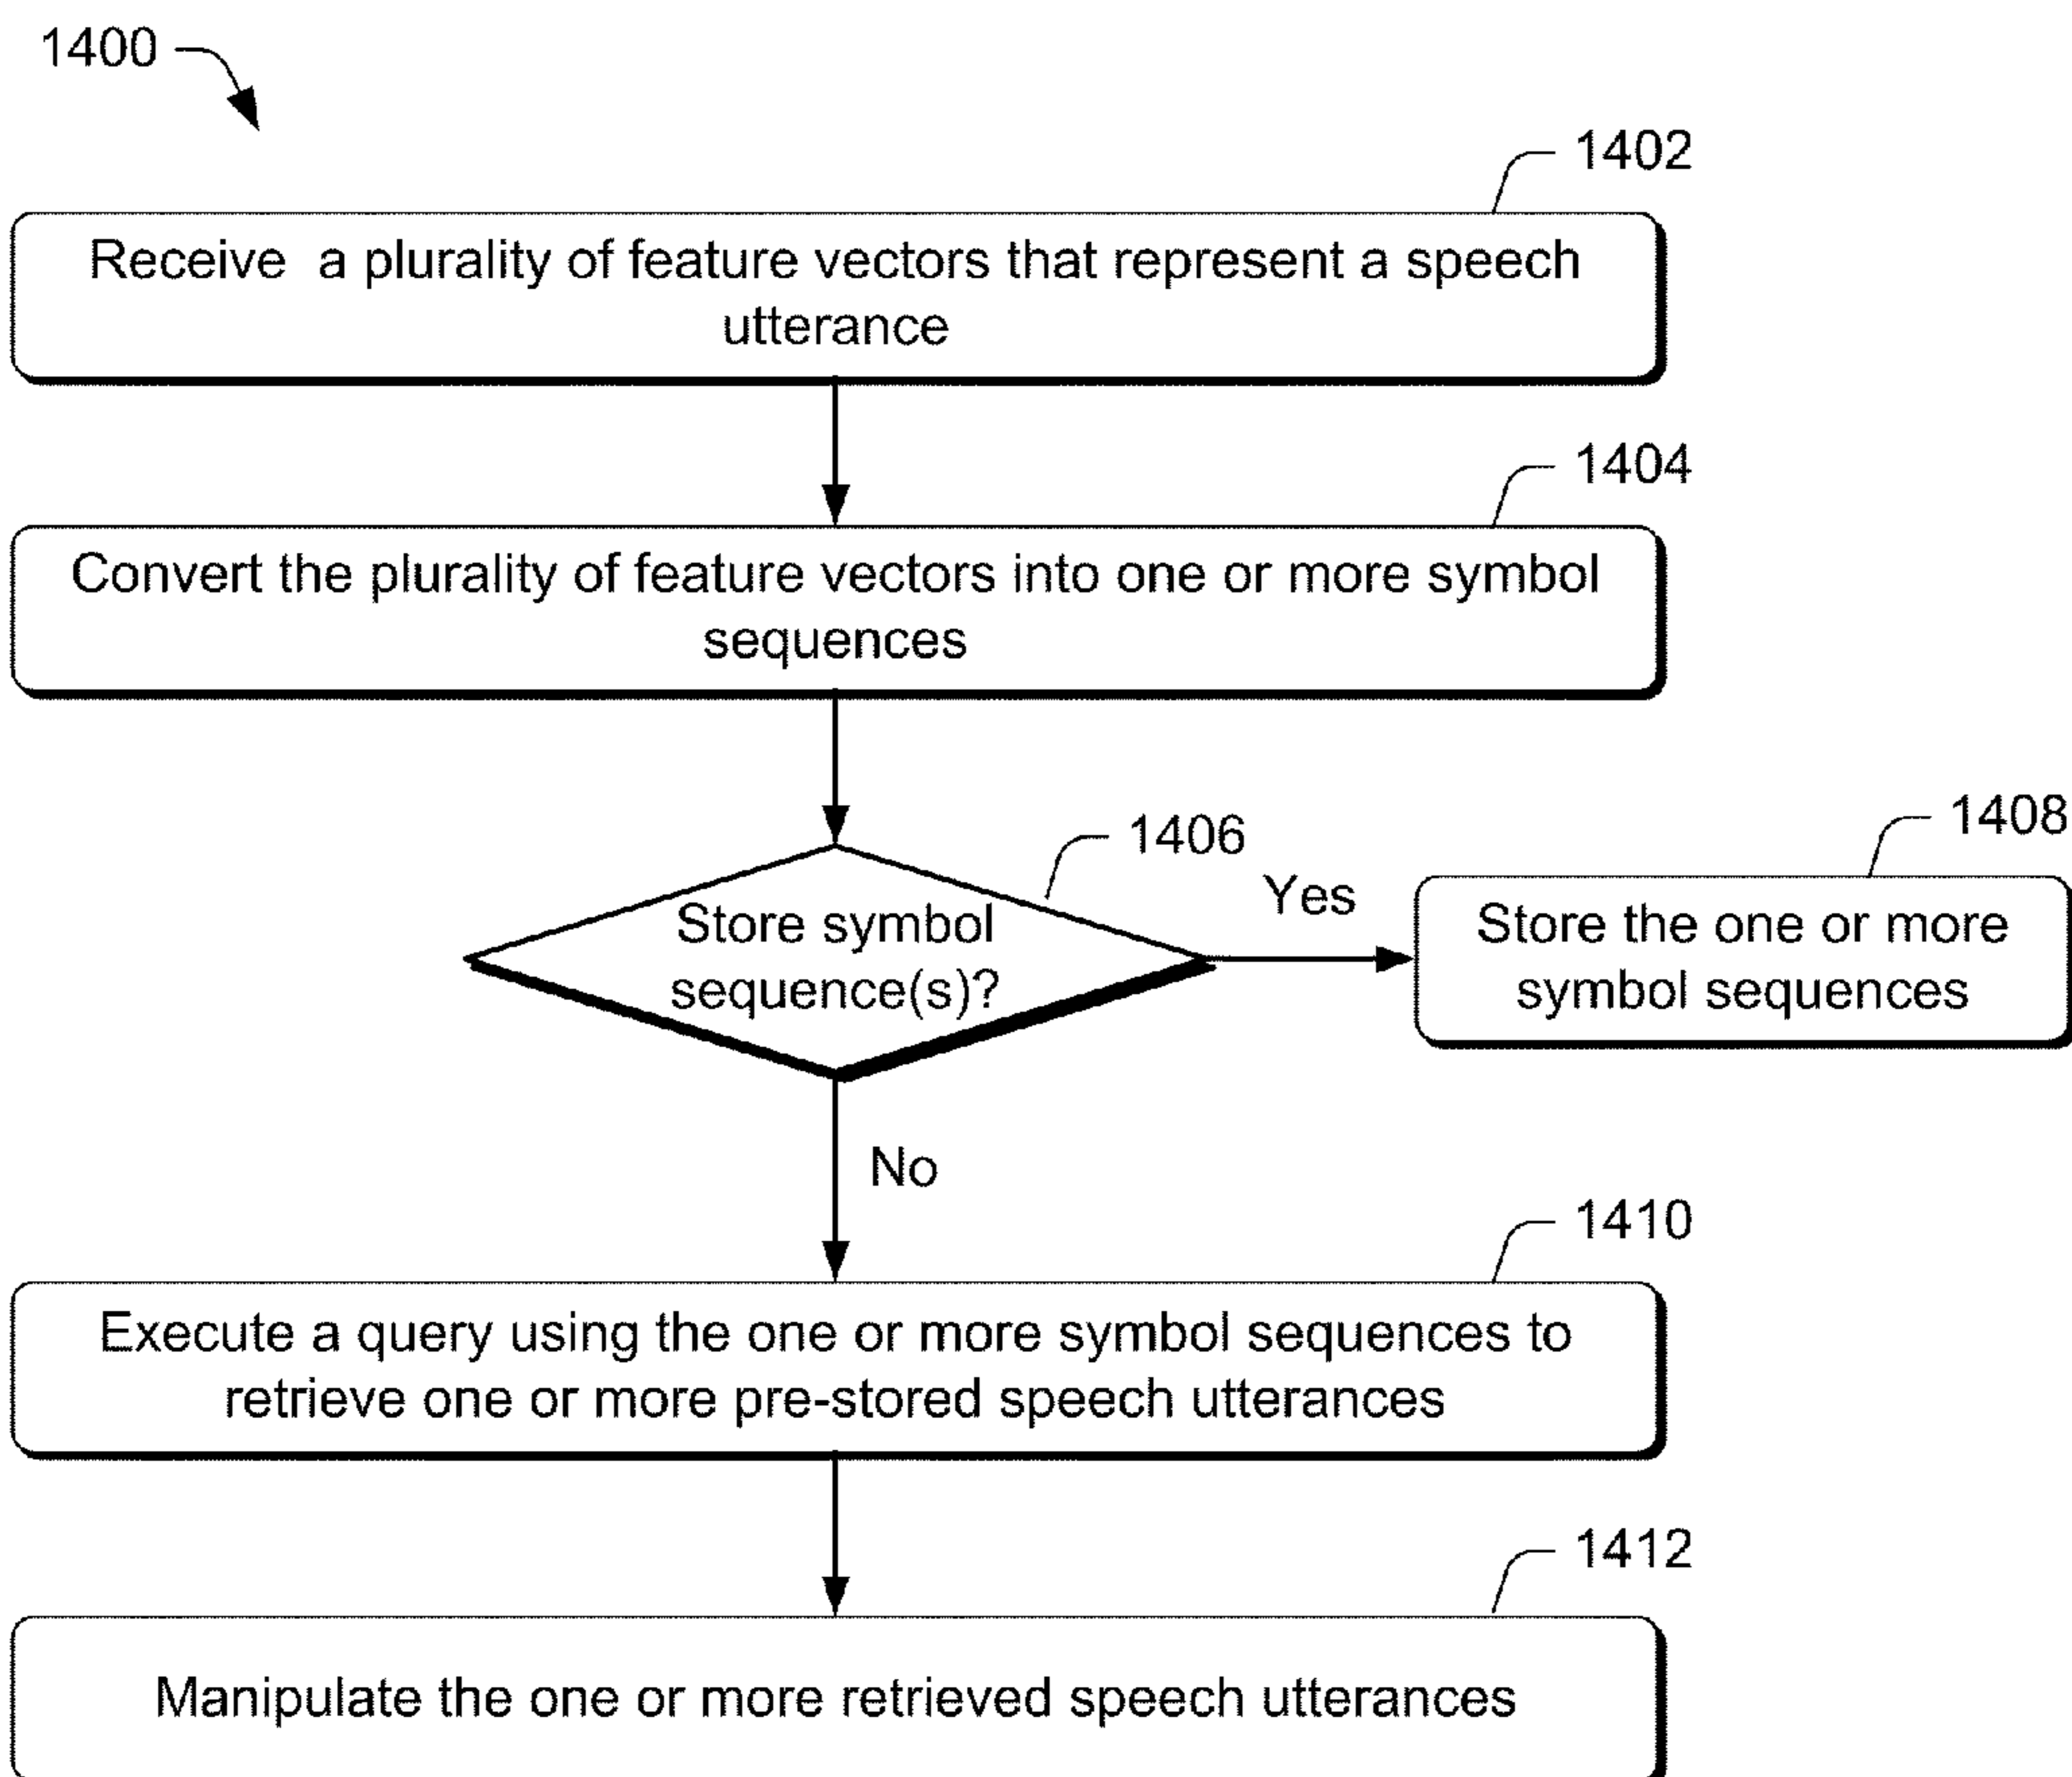 1400
1402
Receive a plurality of feature vectors that represent a speech
utterance
1404
Convert the plurality of feature vectors into one or more symbol
sequences
1406
Store symbol
sequence(s)?
Yes
1408
Store the one or more
symbol sequences
No
1410
Execute a query using the one or more symbol sequences to
retrieve one or more pre-stored speech utterances
1412
Manipulate the one or more retrieved speech utterances